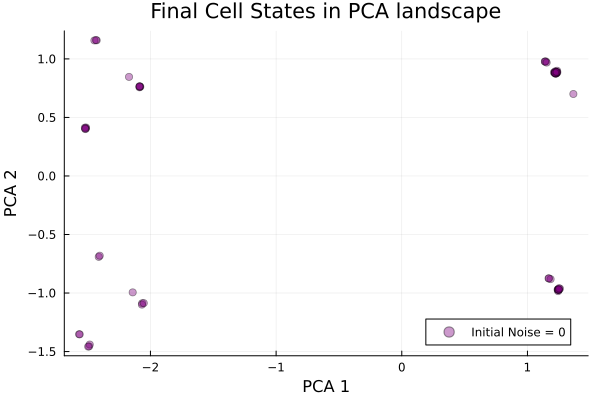 Final Cell States in PCA landscape
PCA 2
1.0
0.5
0.0
−0.5
−1.0
−1.5
Initial Noise = 0
−2
−1
0
1
PCA 1